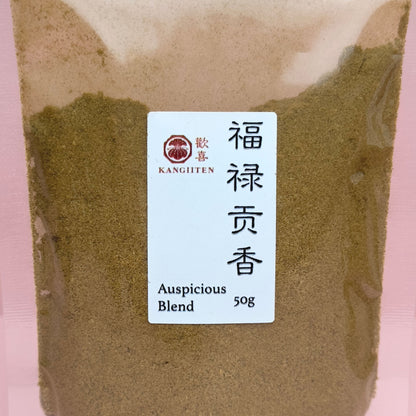 歡
喜
KANGIITEN
福
禄
贡
香
Auspicious
Blend
50g